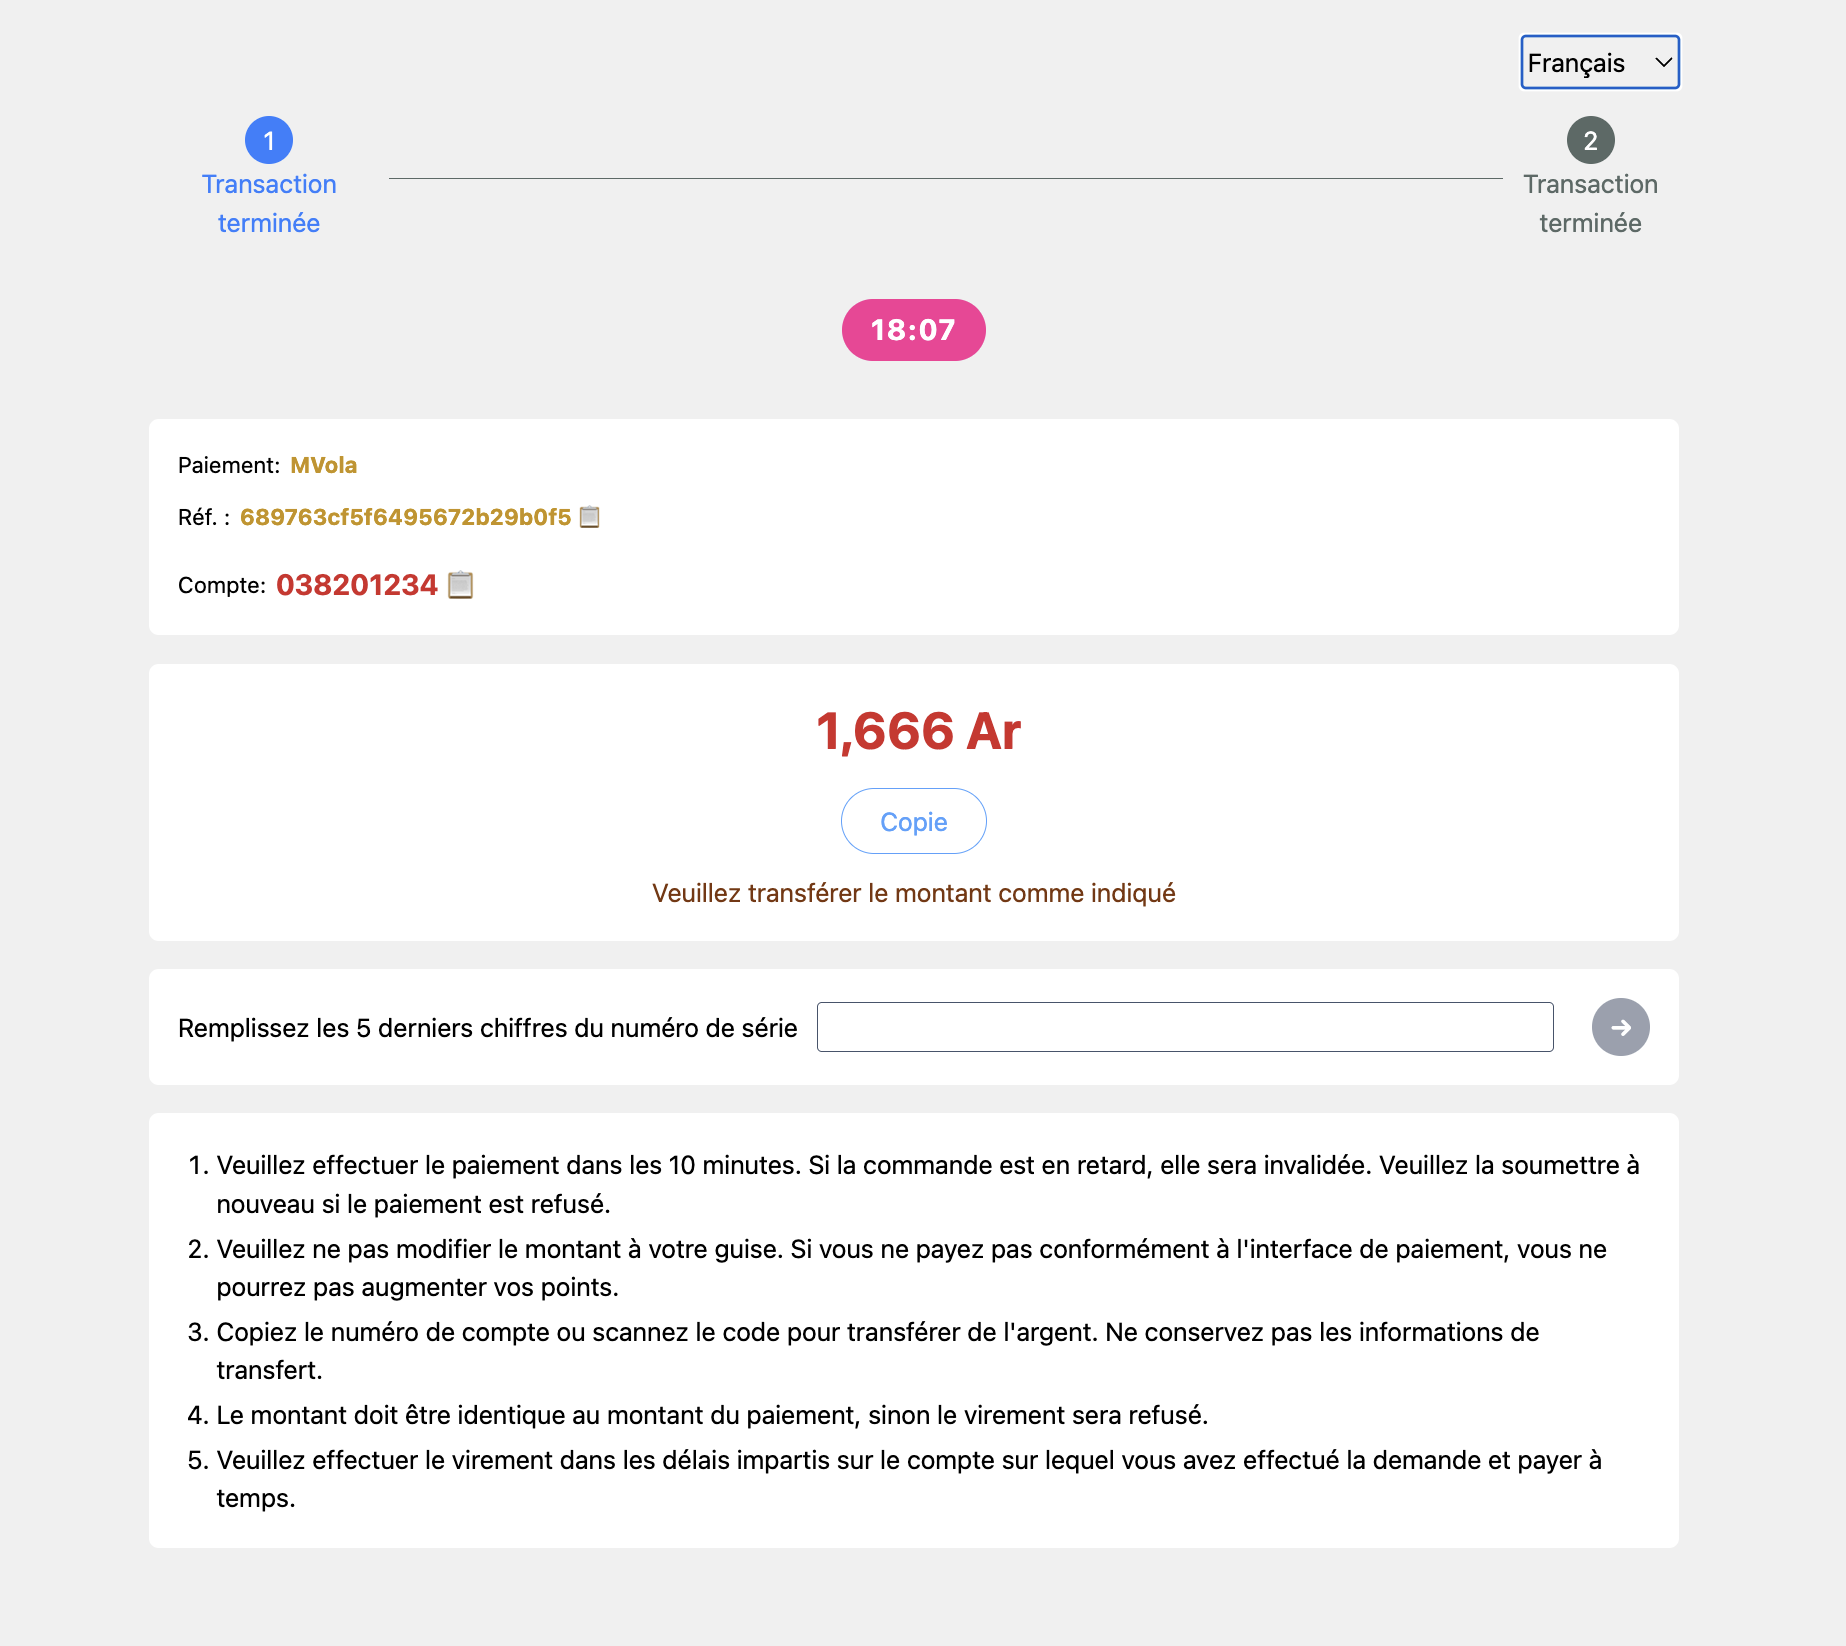 Français
1
Transaction
terminée
2
Transaction
terminée
18:07
Paiement: MVola
Réf. : 689763cf5f6495672b29b0f5
Compte: 038201234
1,666 Ar
Copie
Veuillez transférer le montant comme indiqué
Remplissez les 5 derniers chiffres du numéro de série
1. Veuillez effectuer le paiement dans les 10 minutes. Si la commande est en retard, elle sera invalidée. Veuillez la soumettre à
nouveau si le paiement est refusé.
2. Veuillez ne pas modifier le montant à votre guise. Si vous ne payez pas conformément à l'interface de paiement, vous ne
pourrez pas augmenter vos points.
3. Copiez le numéro de compte ou scannez le code pour transférer de l'argent. Ne conservez pas les informations de
transfert.
4. Le montant doit être identique au montant du paiement, sinon le virement sera refusé.
5. Veuillez effectuer le virement dans les délais impartis sur le compte sur lequel vous avez effectué la demande et payer à
temps.